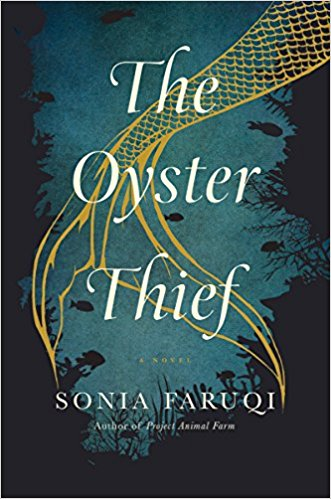 The
Oyster
Thief
A NOVEL
SONIA FARUQI
Author of Project Animal Farm